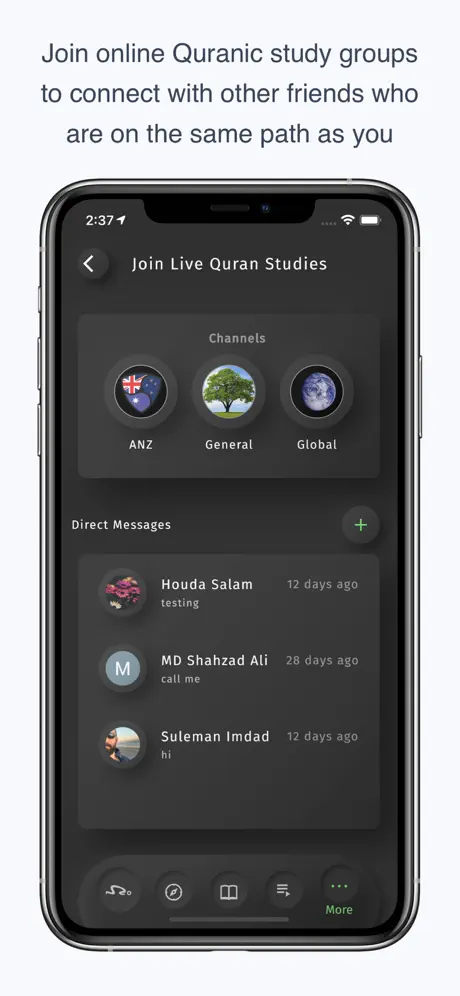 Join online Quranic study groups
to connect with other friends who
are on the same path as you
2:37
Join Live Quran Studies
Channels
ANZ General Global
Direct Messages
+
Houda Salam 12 days ago
testing
M
MD Shahzad Ali 28 days ago
call me
Suleman Imdad 12 days ago
hi
More